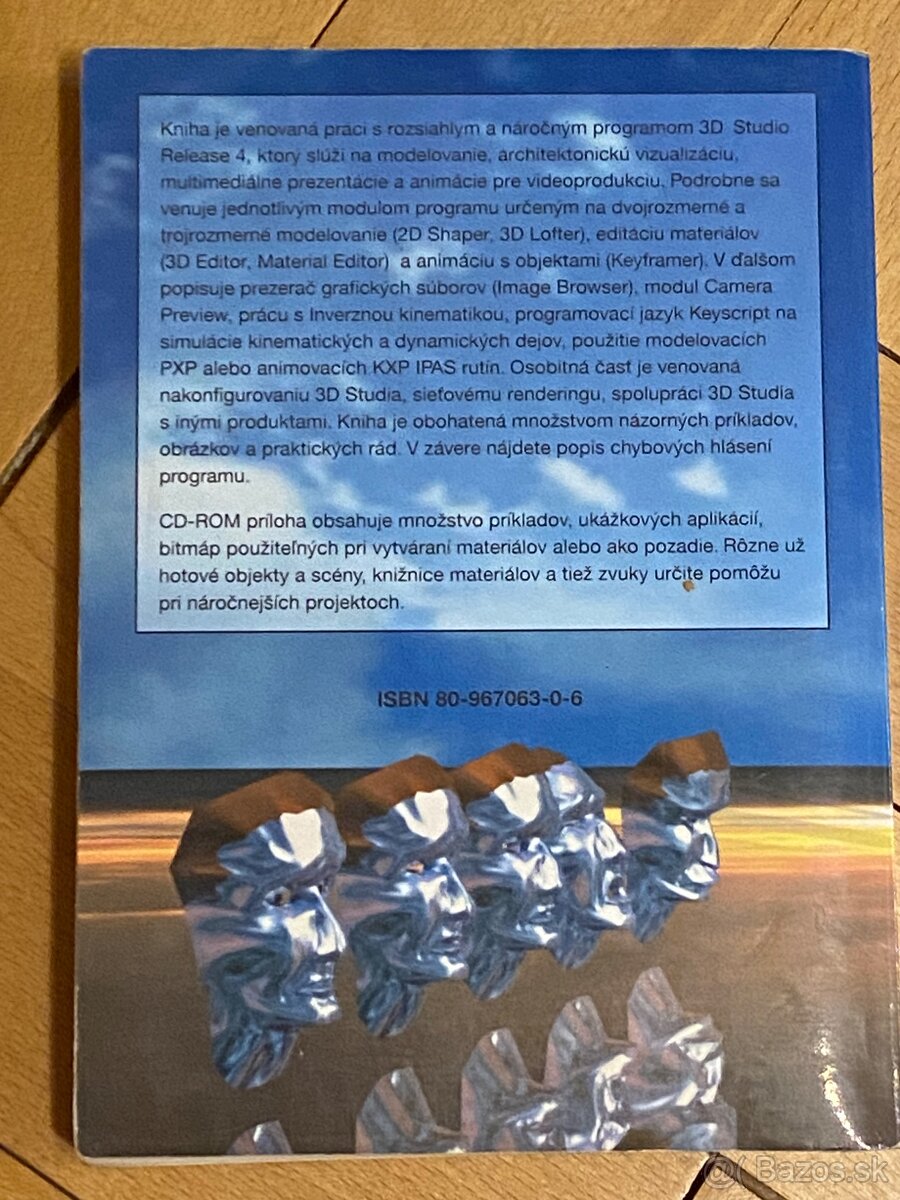 Kniha je venovaná práci s rozsiahlym a náročným programom 3D Studio
Release 4, ktorý slúži na modelovanie, architektonickú vizualizáciu,
multimediálne prezentácie a animácie pre videoprodukciu. Podrobne sa
venuje jednotlivým modulom programu určeným na dvojrozmerné a
trojrozmerné modelovanie (2D Shaper, 3D Lofter), editáciu materiálov
(3D Editor, Material Editor) a animáciu s objektami (Keyframer). V ďalšom
popisuje prezerač grafických súborov (Image Browser), modul Camera
Preview, prácu s Inverznou kinematikou, programovací jazyk Keyscript na
simulácie kinematických a dynamických dejov, použitie modelovacích
PXP alebo animovacích KXP IPAS rutín. Osobitná časť je venovaná
nakonfigurovaniu 3D Studia, sieťovému renderingu, spolupráci 3D Studia
s inými produktami. Kniha je obohatená množstvom názorných príkladov,
obrázkov a praktických rád. V závere nájdete popis chybových hlásení
programu.
CD-ROM príloha obsahuje množstvo príkladov, ukážkových aplikácií,
bitmáp použiteľných pri vytváraní materiálov alebo ako pozadie. Rôzne už
hotové objekty a scény, knižnice materiálov a tiež zvuky určite pomôžu
pri náročnejších projektoch.
ISBN 80-967063-0-6
Bazos.sk